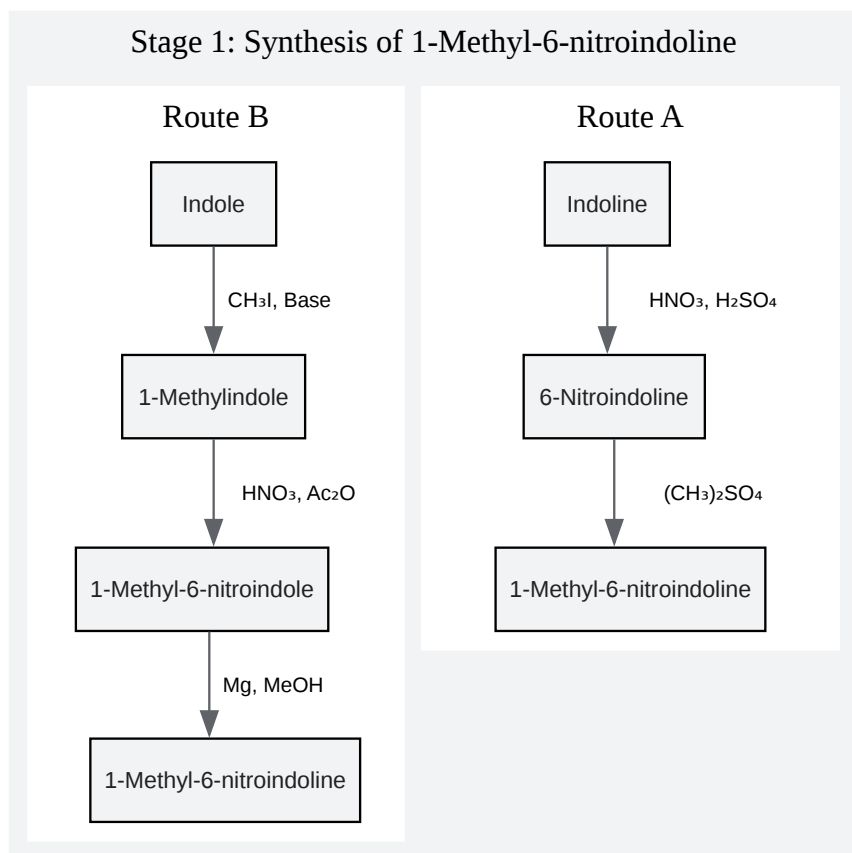 Stage 1: Synthesis of 1-Methyl-6-nitroindoline
Route B
Indole
CH₃I, Base
1-Methylindole
HNO₃, Ac₂O
1-Methyl-6-nitroindole
Mg, MeOH
1-Methyl-6-nitroindoline
Route A
Indoline
HNO₃, H₂SO₄
6-Nitroindoline
(CH₃)₂SO₄
1-Methyl-6-nitroindoline